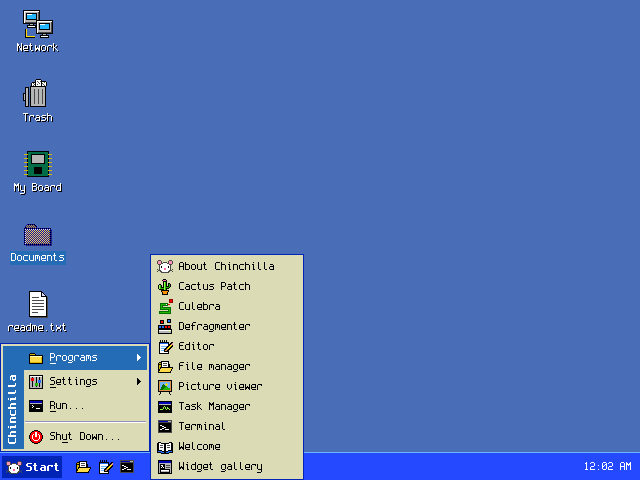 Network
Trash
My Board
Documents
readme.txt
Chinchilla
Programs
Settings
Run...
Shut Down...
About Chinchilla
Cactus Patch
Culebra
Defragmenter
Editor
File manager
Picture viewer
Task Manager
Terminal
Welcome
Widget gallery
Start
12:02 AM